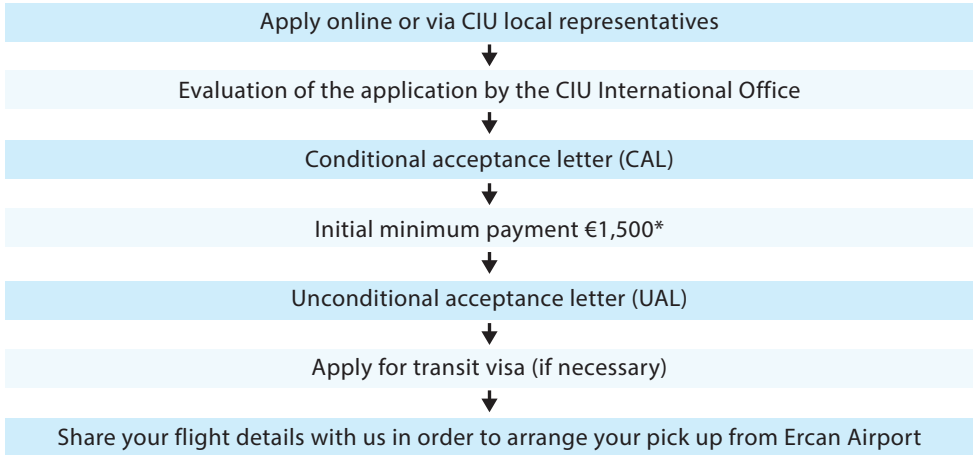 Apply online or via CIU local representatives
Evaluation of the application by the CIU International Office
Conditional acceptance letter (CAL)
Initial minimum payment €1,500*
Unconditional acceptance letter (UAL)
Apply for transit visa (if necessary)
Share your flight details with us in order to arrange your pick up from Ercan Airport